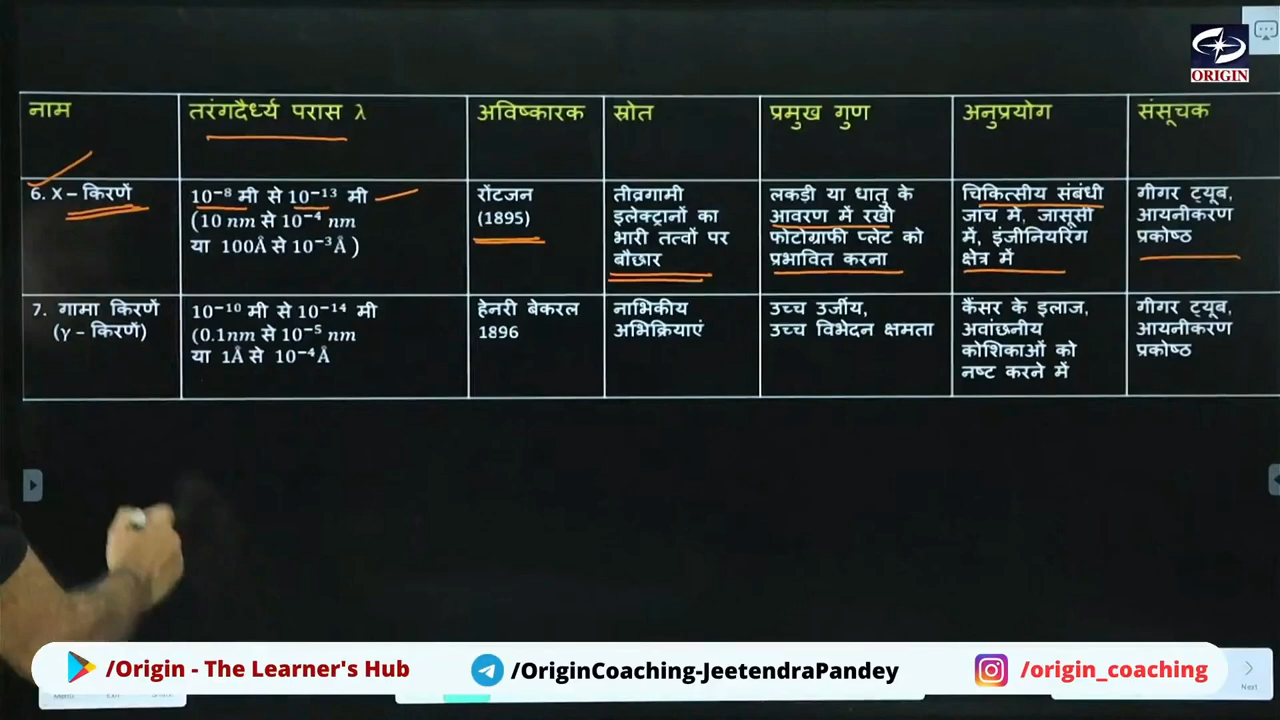 ORIGIN
नाम
तरंगदैर्ध्य परास λ
अविष्कारक
स्रोत
प्रमुख गुण
अनुप्रयोग
संसूचक
6. X – किरणें
10⁻⁸ मी से 10⁻¹³ मी
(10 nm से 10⁻⁴ nm
या 100Å से 10⁻³Å )
रोंटजन
(1895)
तीव्रगामी
इलेक्ट्रानों का
भारी तत्वों पर
बौछार
लकड़ी या धातु के
आवरण में रखी
फोटोग्राफी प्लेट को
प्रभावित करना
चिकित्सीय संबंधी
जांच में, जासूसी
में, इंजीनियरिंग
क्षेत्र में
गीगर ट्यूब,
आयनीकरण
प्रकोष्ठ
7. गामा किरणें
(γ – किरणें)
10⁻¹⁰ मी से 10⁻¹⁴ मी
(0.1nm से 10⁻⁵ nm
या 1Å से 10⁻⁴Å
हेनरी बेकरल
1896
नाभिकीय
अभिक्रियाएं
उच्च उर्जीय,
उच्च विभेदन क्षमता
कैंसर के इलाज,
अवांछनीय
कोशिकाओं को
नष्ट करने में
गीगर ट्यूब,
आयनीकरण
प्रकोष्ठ
/Origin - The Learner's Hub
/OriginCoaching-JeetendraPandey
/origin_coaching
Next